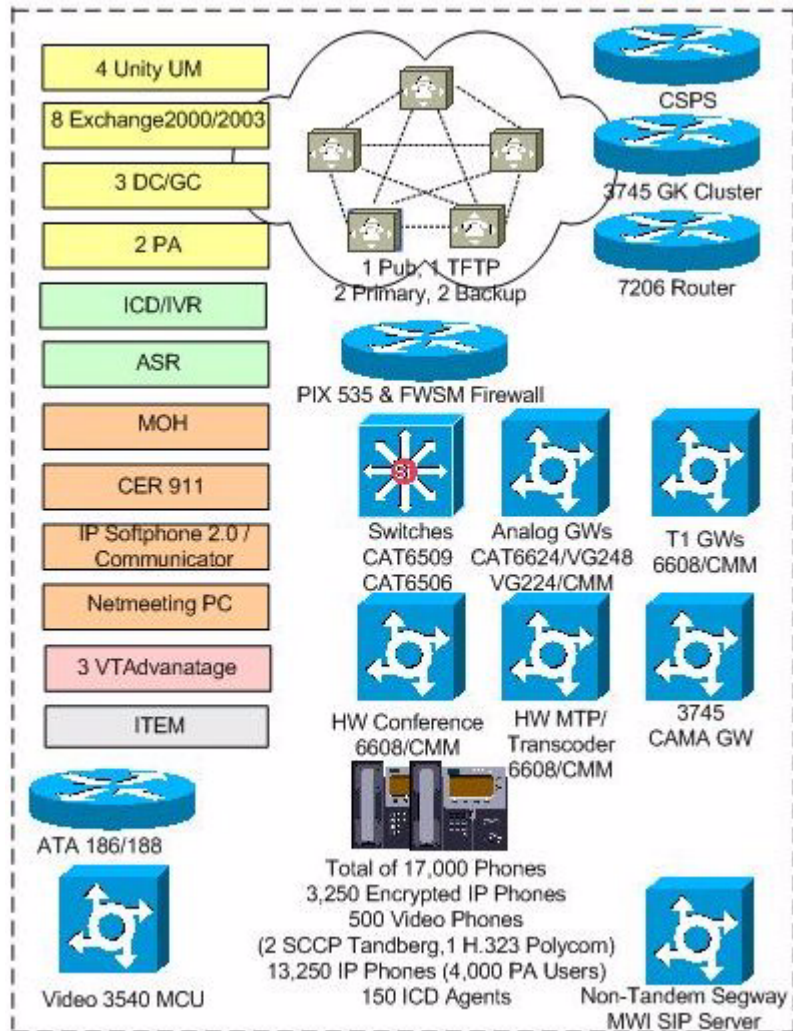 4 Unity UM
8 Exchange2000/2003
3 DC/GC
2 PA
ICD/IVR
ASR
MOH
CER 911
IP Softphone 2.0 /
Communicator
Netmeeting PC
3 VTAdvanatage
ITEM
1 Pub, 1 TFTP
2 Primary, 2 Backup
CSPS
3745 GK Cluster
7206 Router
PIX 535 & FWSM Firewall
Si
Switches
CAT6509
CAT6506
Analog GWs
CAT6624/VG248
VG224/CMM
T1 GWs
6608/CMM
HW Conference
6608/CMM
HW MTP/
Transcoder
6608/CMM
3745
CAMA GW
ATA 186/188
Video 3540 MCU
Total of 17,000 Phones
3,250 Encrypted IP Phones
500 Video Phones
(2 SCCP Tandberg,1 H.323 Polycom)
13,250 IP Phones (4,000 PA Users)
150 ICD Agents
Non-Tandem Segway
MWI SIP Server